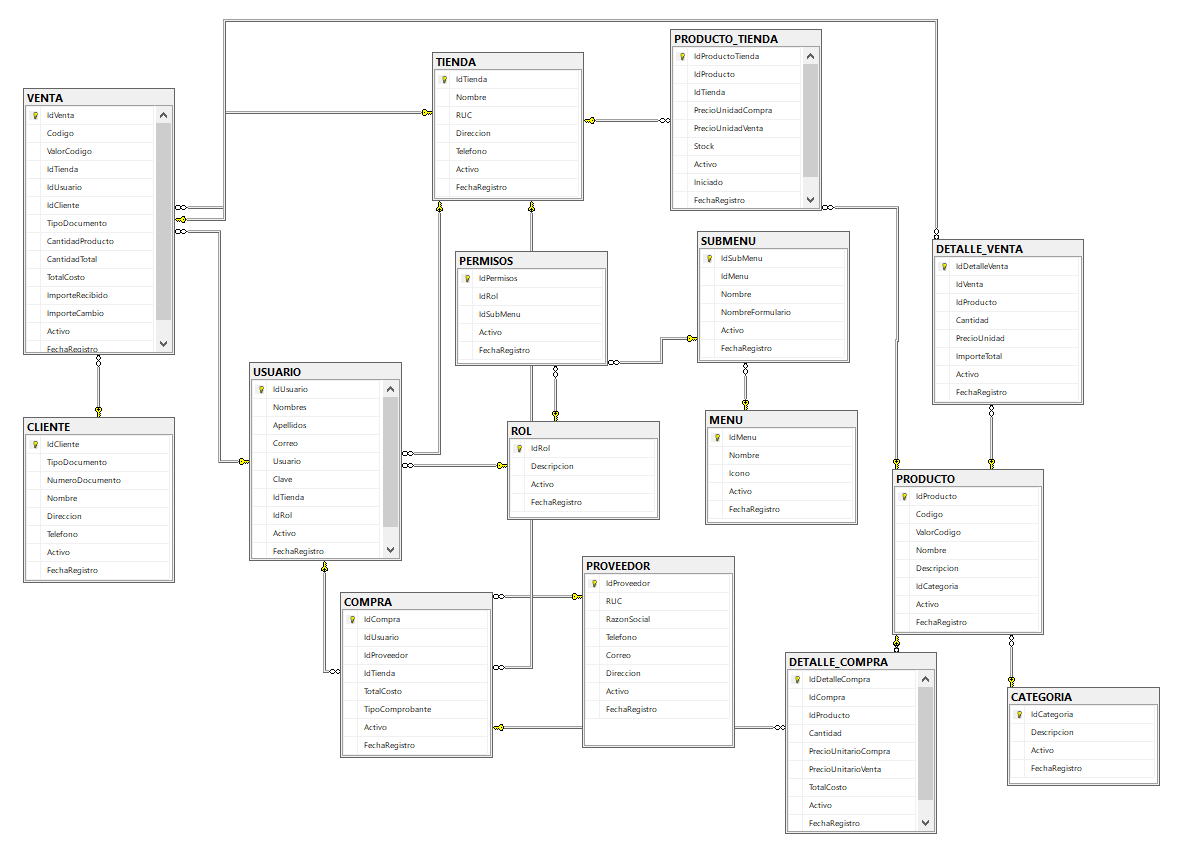 VENTA
IdVenta
Codigo
ValorCodigo
IdTienda
IdUsuario
IdCliente
TipoDocumento
CantidadProducto
CantidadTotal
TotalCosto
ImporteRecibido
ImporteCambio
Activo
FechaRegistro
TIENDA
IdTienda
Nombre
RUC
Direccion
Telefono
Activo
FechaRegistro
PRODUCTO_TIENDA
IdProductoTienda
IdProducto
IdTienda
PrecioUnidadCompra
PrecioUnidadVenta
Stock
Activo
Iniciado
FechaRegistro
PERMISOS
IdPermisos
IdRol
IdSubMenu
Activo
FechaRegistro
SUBMENU
IdSubMenu
IdMenu
Nombre
NombreFormulario
Activo
FechaRegistro
DETALLE_VENTA
IdDetalleVenta
IdVenta
IdProducto
Cantidad
PrecioUnidad
ImporteTotal
Activo
FechaRegistro
CLIENTE
IdCliente
TipoDocumento
NumeroDocumento
Nombre
Direccion
Telefono
Activo
FechaRegistro
USUARIO
IdUsuario
Nombres
Apellidos
Correo
Usuario
Clave
IdTienda
IdRol
Activo
FechaRegistro
ROL
IdRol
Descripcion
Activo
FechaRegistro
MENU
IdMenu
Nombre
Icono
Activo
FechaRegistro
PRODUCTO
IdProducto
Codigo
ValorCodigo
Nombre
Descripcion
IdCategoria
Activo
FechaRegistro
COMPRA
IdCompra
IdUsuario
IdProveedor
IdTienda
TotalCosto
TipoComprobante
Activo
FechaRegistro
PROVEEDOR
IdProveedor
RUC
RazonSocial
Telefono
Correo
Direccion
Activo
FechaRegistro
DETALLE_COMPRA
IdDetalleCompra
IdCompra
IdProducto
Cantidad
PrecioUnitarioCompra
PrecioUnitarioVenta
TotalCosto
Activo
FechaRegistro
CATEGORIA
IdCategoria
Descripcion
Activo
FechaRegistro